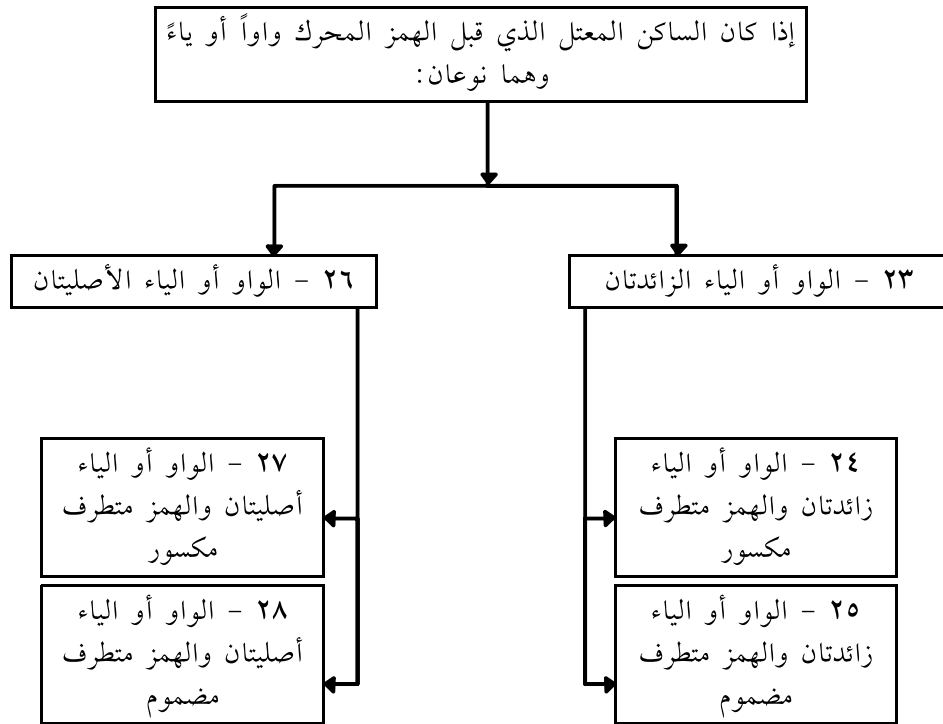 إذا كان الساكن المعتل الذي قبل الهمز المحرك واواً أو ياءً
وهما نوعان:
٢٣ - الواو أو الياء الزائدتان
٢٦ - الواو أو الياء الأصليتان
٢٤ - الواو أو الياء
زائدتان والهمز متطرف
مكسور
٢٧ - الواو أو الياء
أصليتان والهمز متطرف
مكسور
٢٥ - الواو أو الياء
زائدتان والهمز متطرف
مضموم
٢٨ - الواو أو الياء
أصليتان والهمز متطرف
مضموم